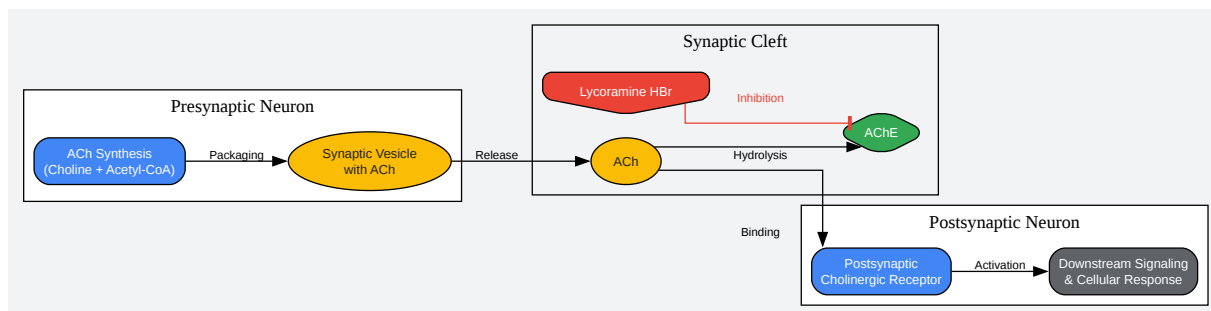 Presynaptic Neuron
ACh Synthesis
(Choline + Acetyl-CoA)
Packaging
Synaptic Vesicle
with ACh
Release
Synaptic Cleft
Lycoramine HBr
Inhibition
AChE
ACh
Hydrolysis
Binding
Postsynaptic Neuron
Postsynaptic
Cholinergic Receptor
Activation
Downstream Signaling
& Cellular Response